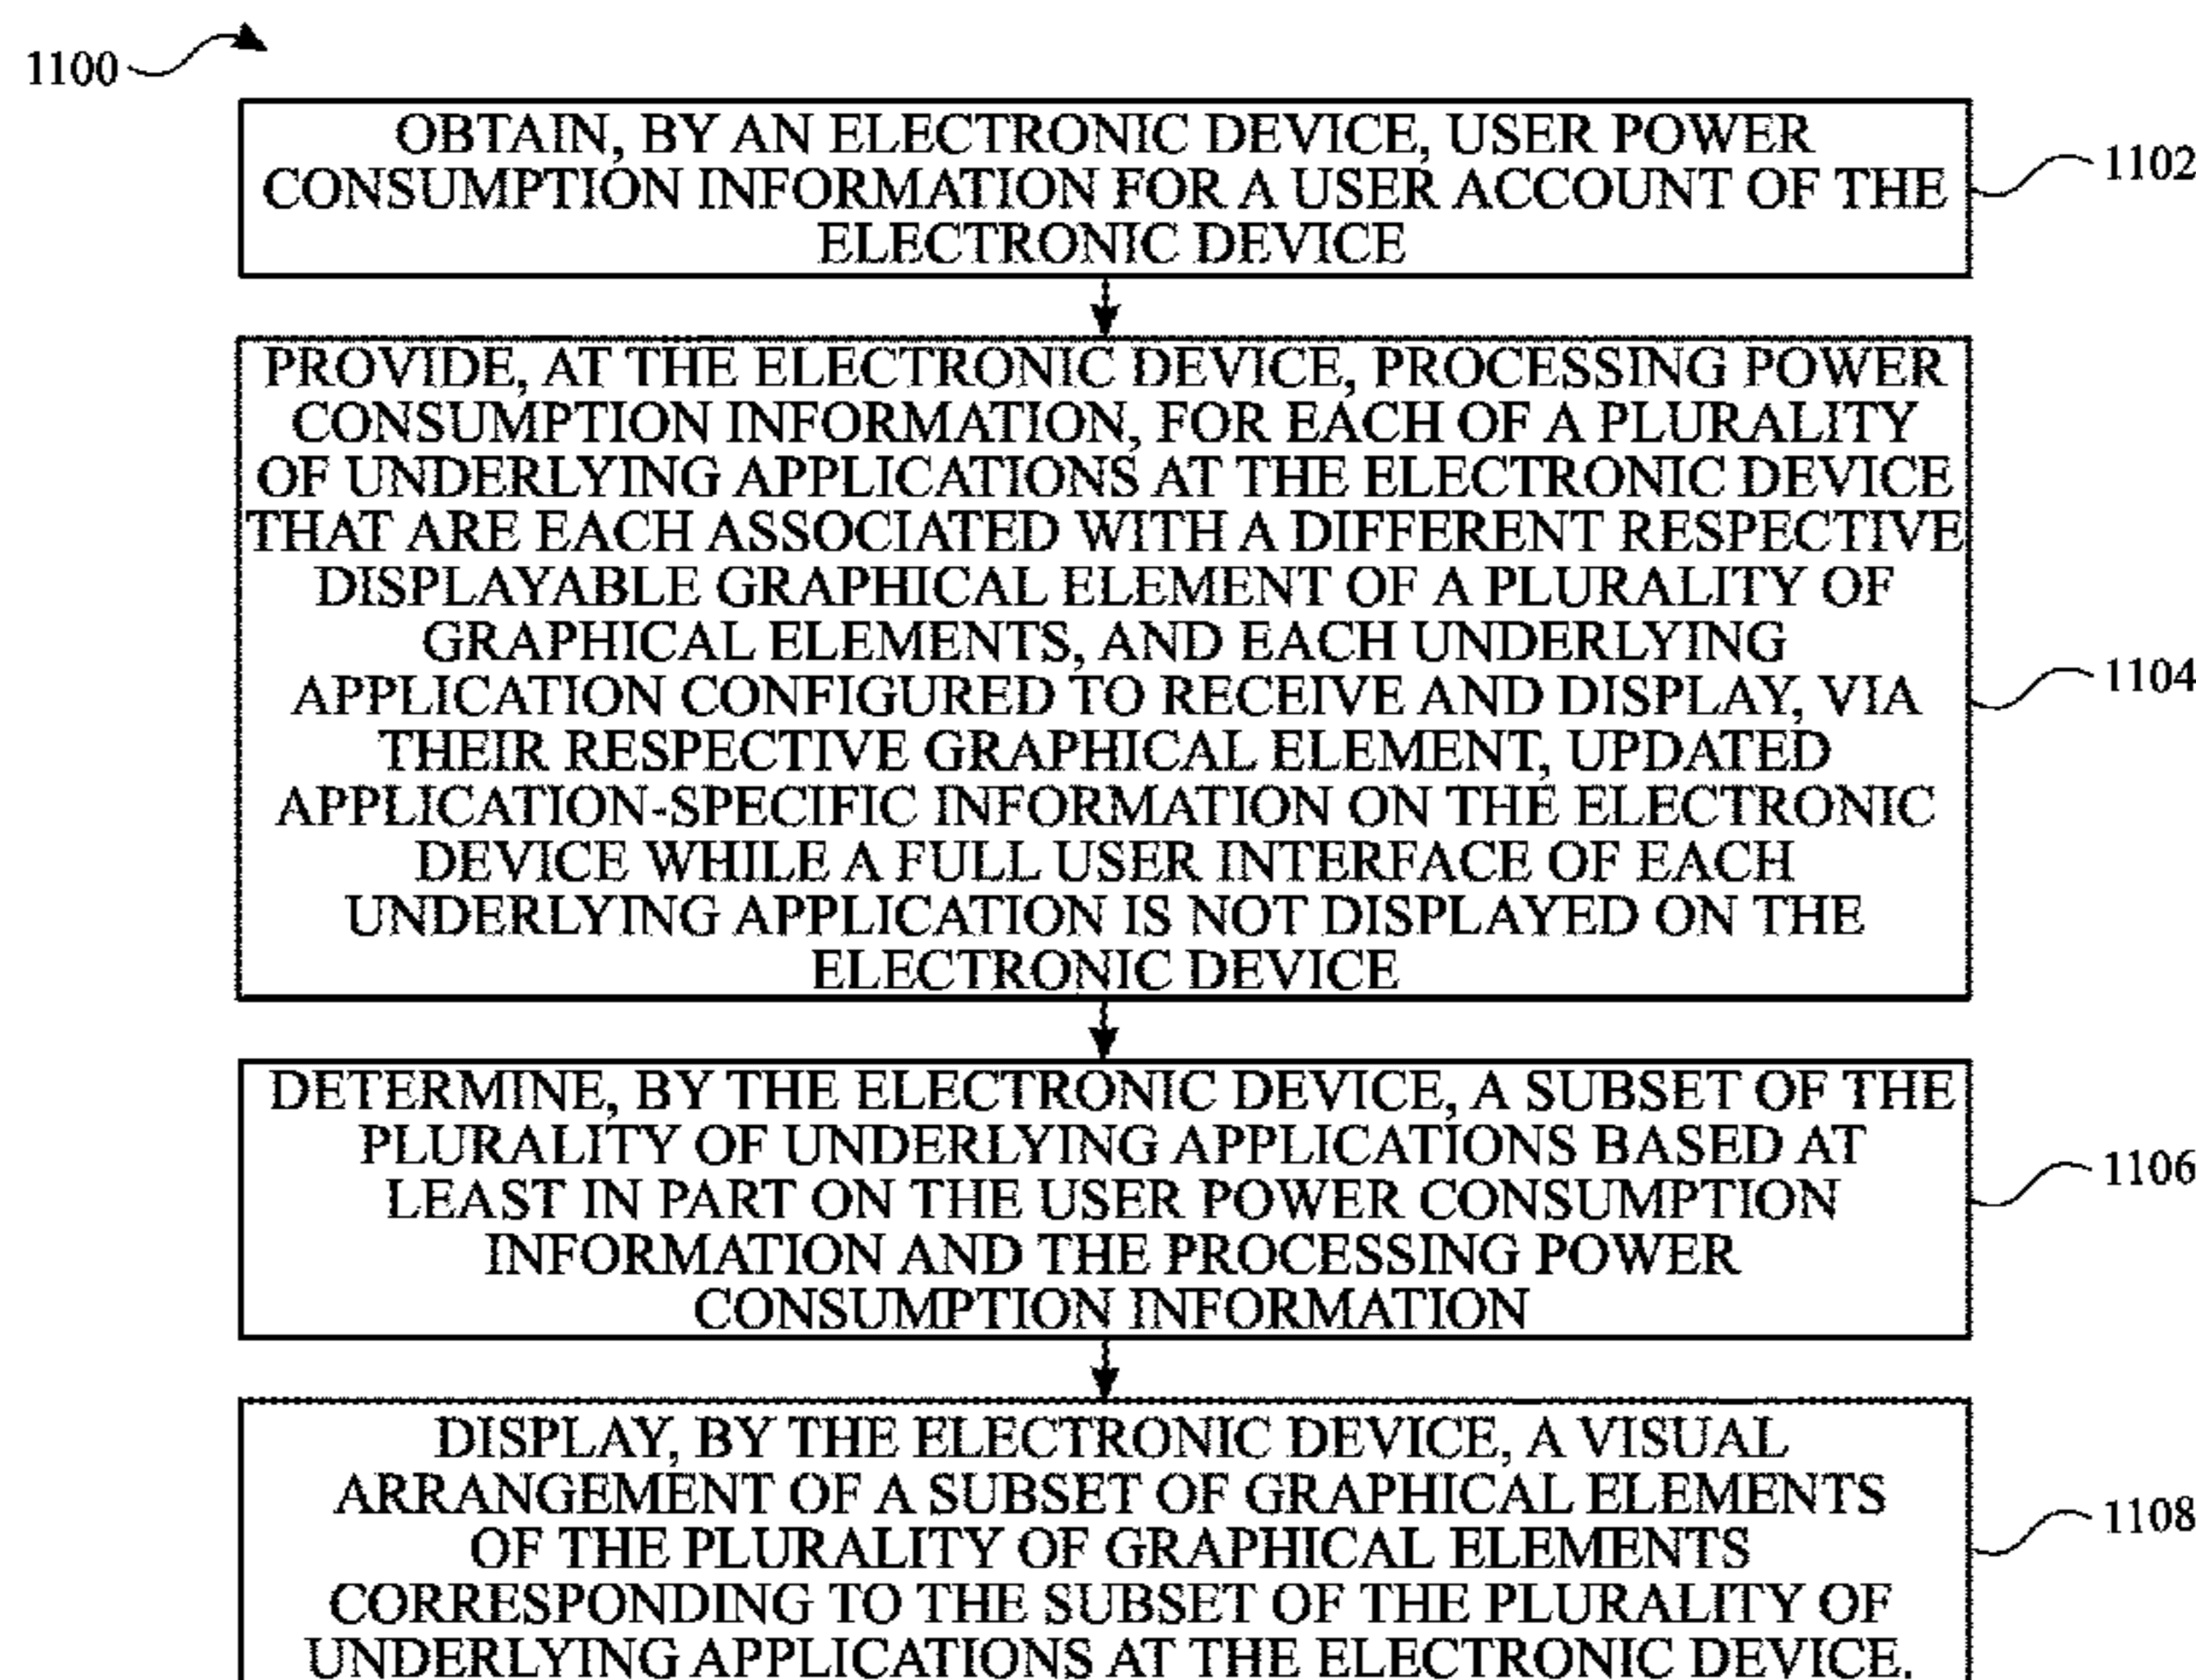 1100
OBTAIN, BY AN ELECTRONIC DEVICE, USER POWER
CONSUMPTION INFORMATION FOR A USER ACCOUNT OF THE
ELECTRONIC DEVICE
1102
PROVIDE, AT THE ELECTRONIC DEVICE, PROCESSING POWER
CONSUMPTION INFORMATION, FOR EACH OF A PLURALITY
OF UNDERLYING APPLICATIONS AT THE ELECTRONIC DEVICE
THAT ARE EACH ASSOCIATED WITH A DIFFERENT RESPECTIVE
DISPLAYABLE GRAPHICAL ELEMENT OF A PLURALITY OF
GRAPHICAL ELEMENTS, AND EACH UNDERLYING
APPLICATION CONFIGURED TO RECEIVE AND DISPLAY, VIA
THEIR RESPECTIVE GRAPHICAL ELEMENT, UPDATED
APPLICATION-SPECIFIC INFORMATION ON THE ELECTRONIC
DEVICE WHILE A FULL USER INTERFACE OF EACH
UNDERLYING APPLICATION IS NOT DISPLAYED ON THE
ELECTRONIC DEVICE
1104
DETERMINE, BY THE ELECTRONIC DEVICE, A SUBSET OF THE
PLURALITY OF UNDERLYING APPLICATIONS BASED AT
LEAST IN PART ON THE USER POWER CONSUMPTION
INFORMATION AND THE PROCESSING POWER
CONSUMPTION INFORMATION
1106
DISPLAY, BY THE ELECTRONIC DEVICE, A VISUAL
ARRANGEMENT OF A SUBSET OF GRAPHICAL ELEMENTS
OF THE PLURALITY OF GRAPHICAL ELEMENTS
CORRESPONDING TO THE SUBSET OF THE PLURALITY OF
UNDERLYING APPLICATIONS AT THE ELECTRONIC DEVICE.
1108